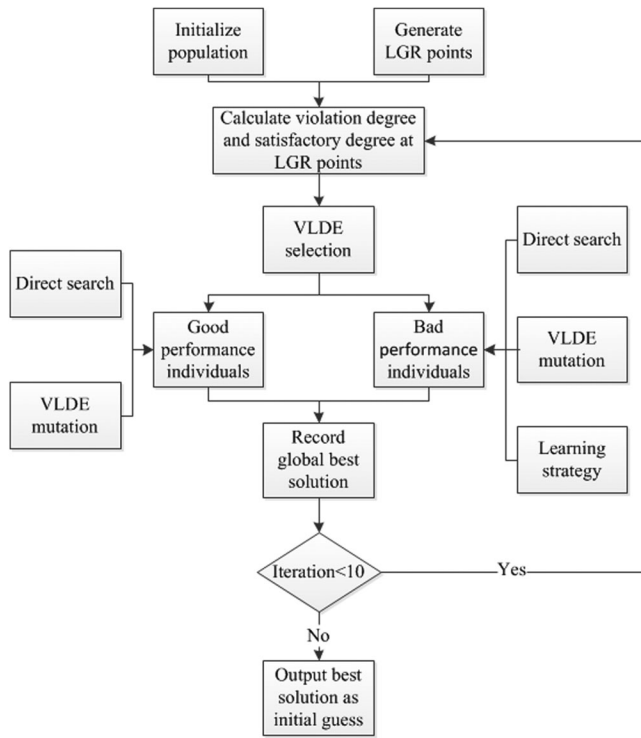 Initialize
population
Generate
LGR points
Calculate violation degree
and satisfactory degree at
LGR points
VLDE
selection
Direct search
Direct search
Good
performance
individuals
Bad
performance
individuals
VLDE
mutation
VLDE
mutation
Record
global best
solution
Learning
strategy
Iteration<10
Yes
No
Output best
solution as
initial guess